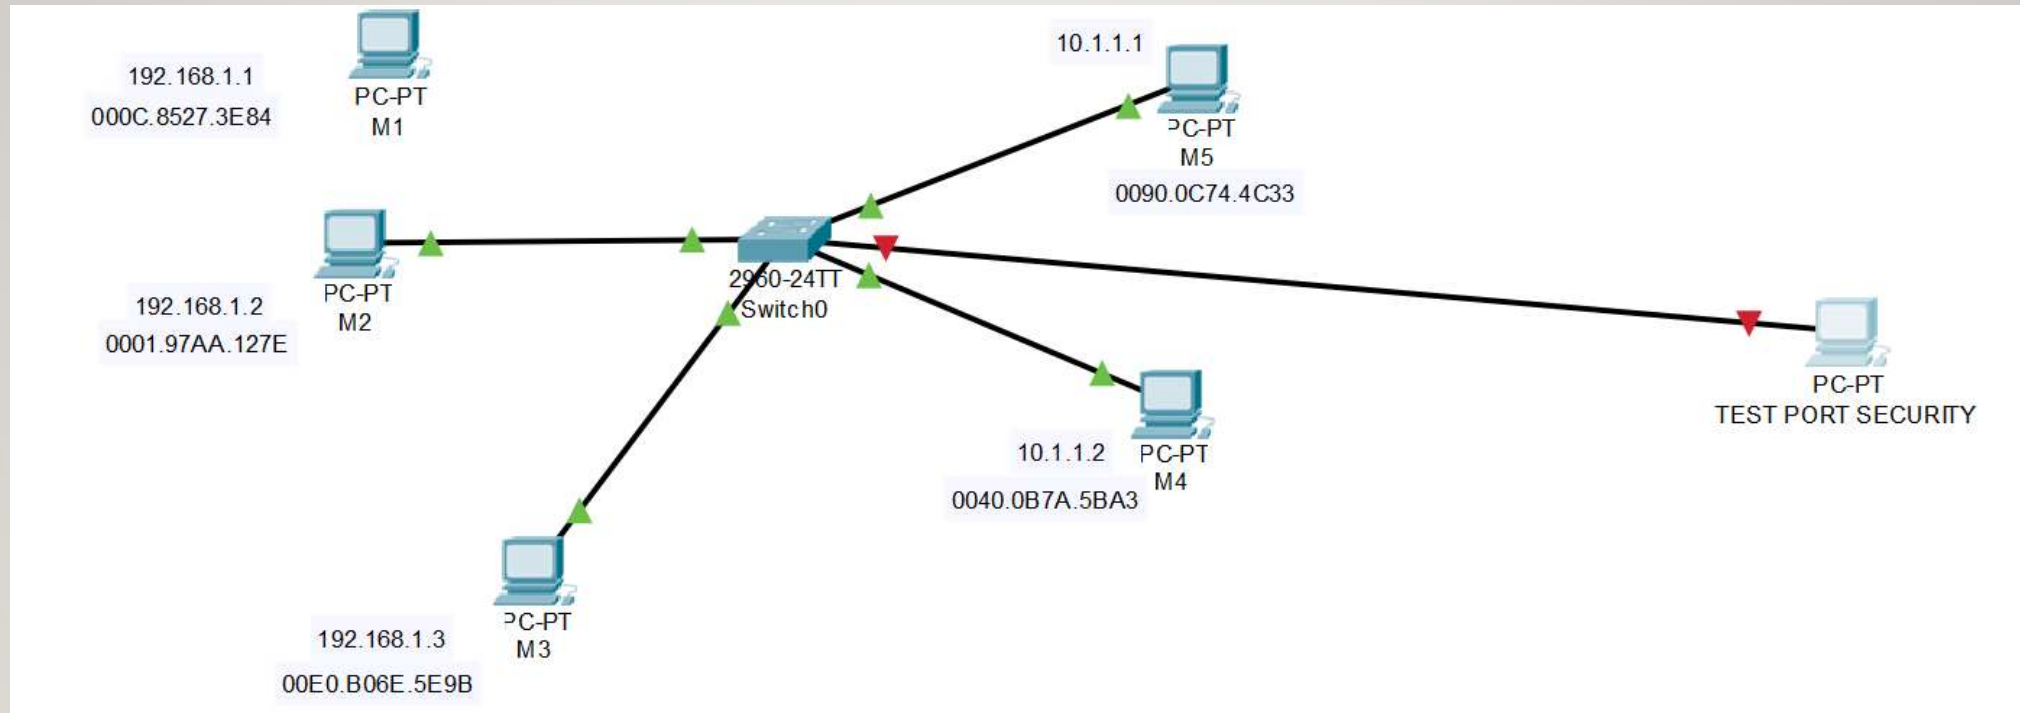 192.168.1.1
000C.8527.3E84
PC-PT
M1
10.1.1.1
PC-PT
M5
0090.0C74.4C33
PC-PT
M2
192.168.1.2
0001.97AA.127E
2960-24TT
Switch0
PC-PT
TEST PORT SECURITY
10.1.1.2
0040.0B7A.5BA3
PC-PT
M4
PC-PT
M3
192.168.1.3
00E0.B06E.5E9B